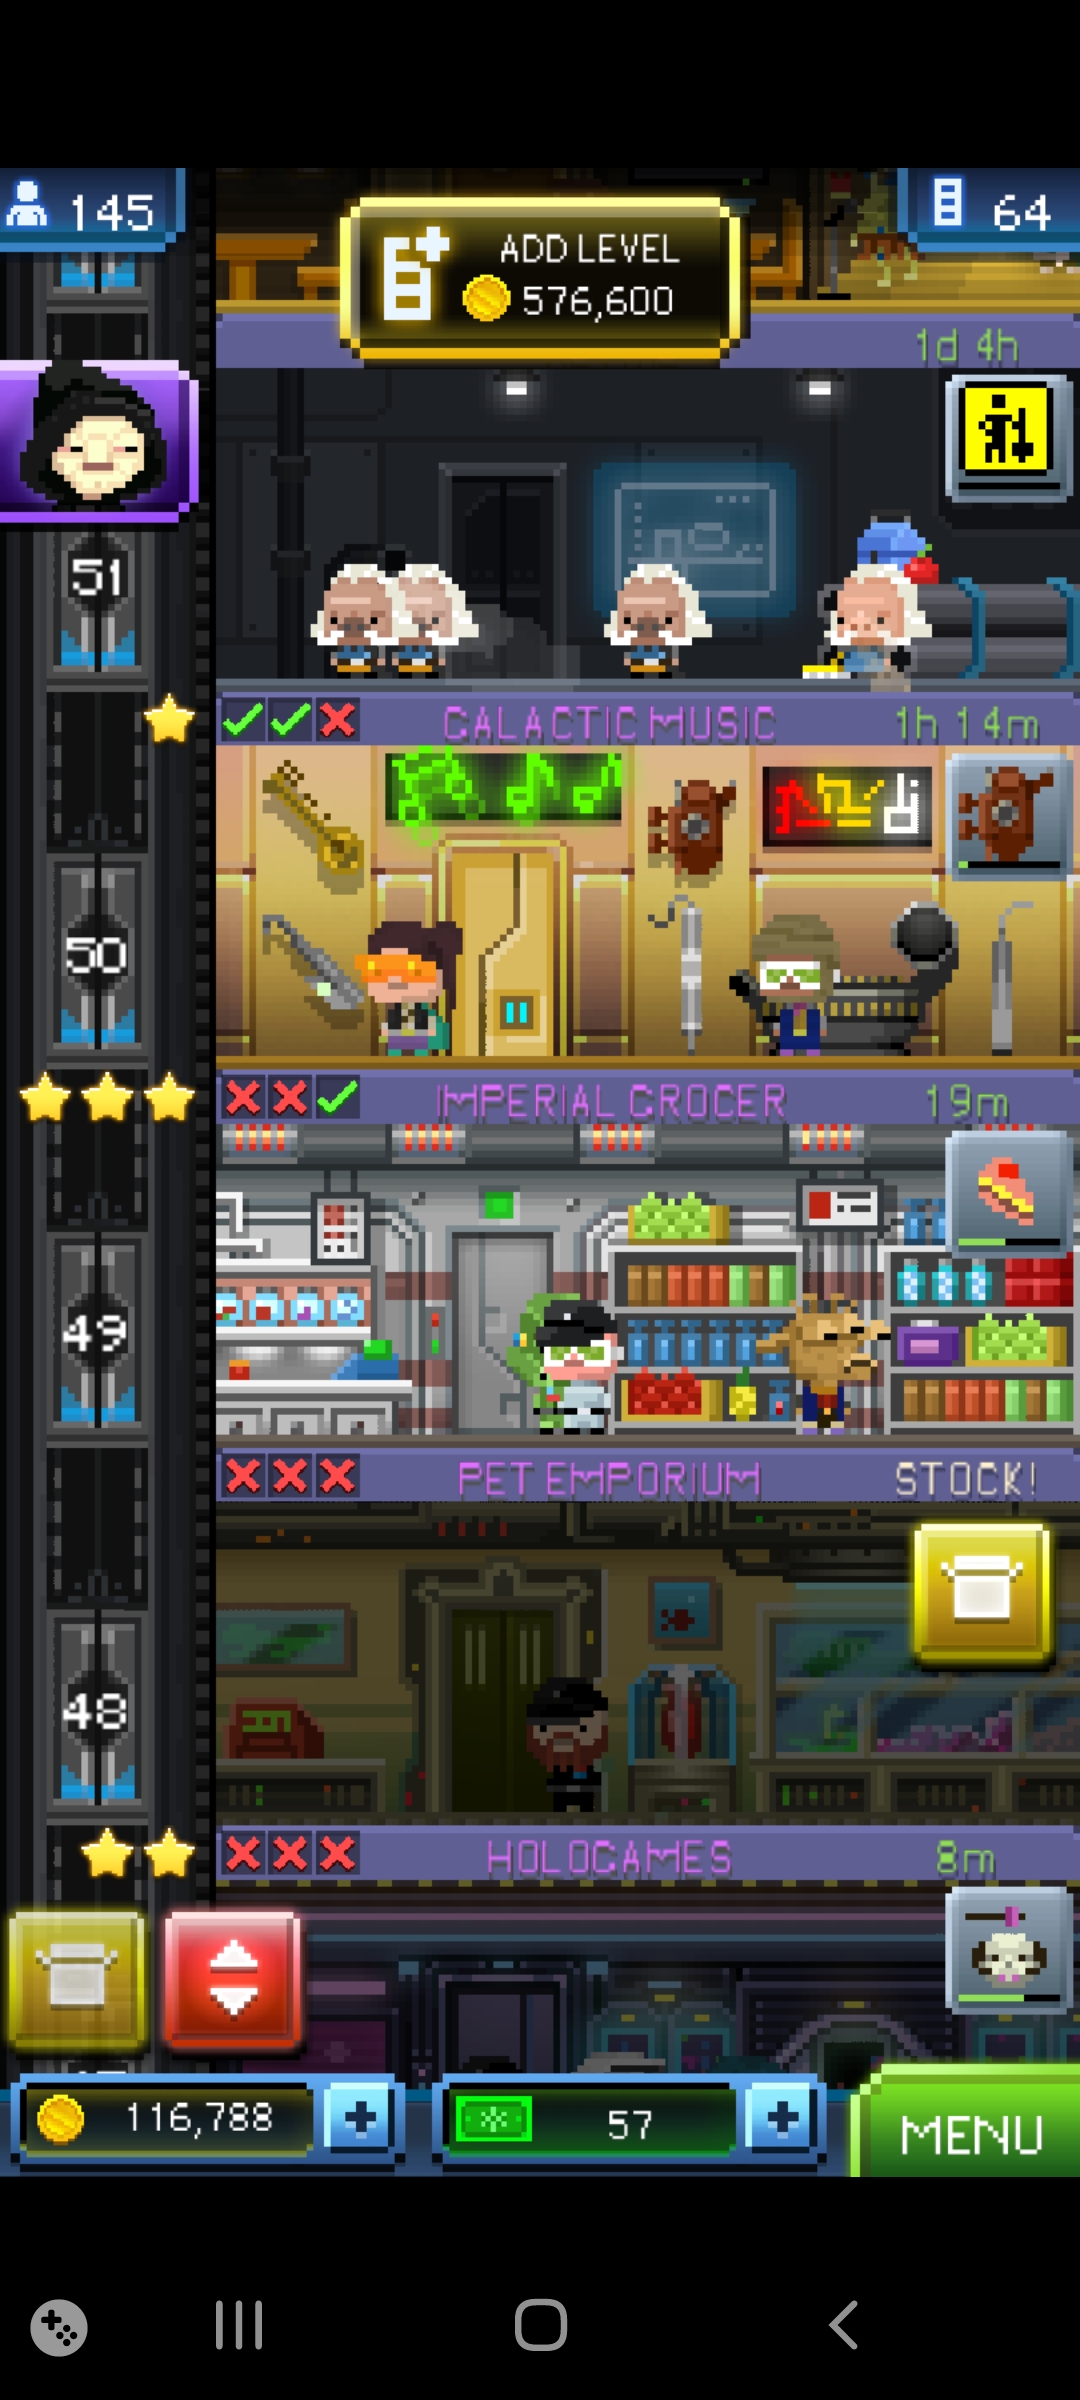 145
ADD LEVEL
576,600
64
1d 4h
51
GALACTIC MUSIC
1h 14m
50
IMPERIAL GROCER
19m
49
PET EMPORIUM
STOCK!
48
HOLOGAMES
8m
116,788
57
MENU